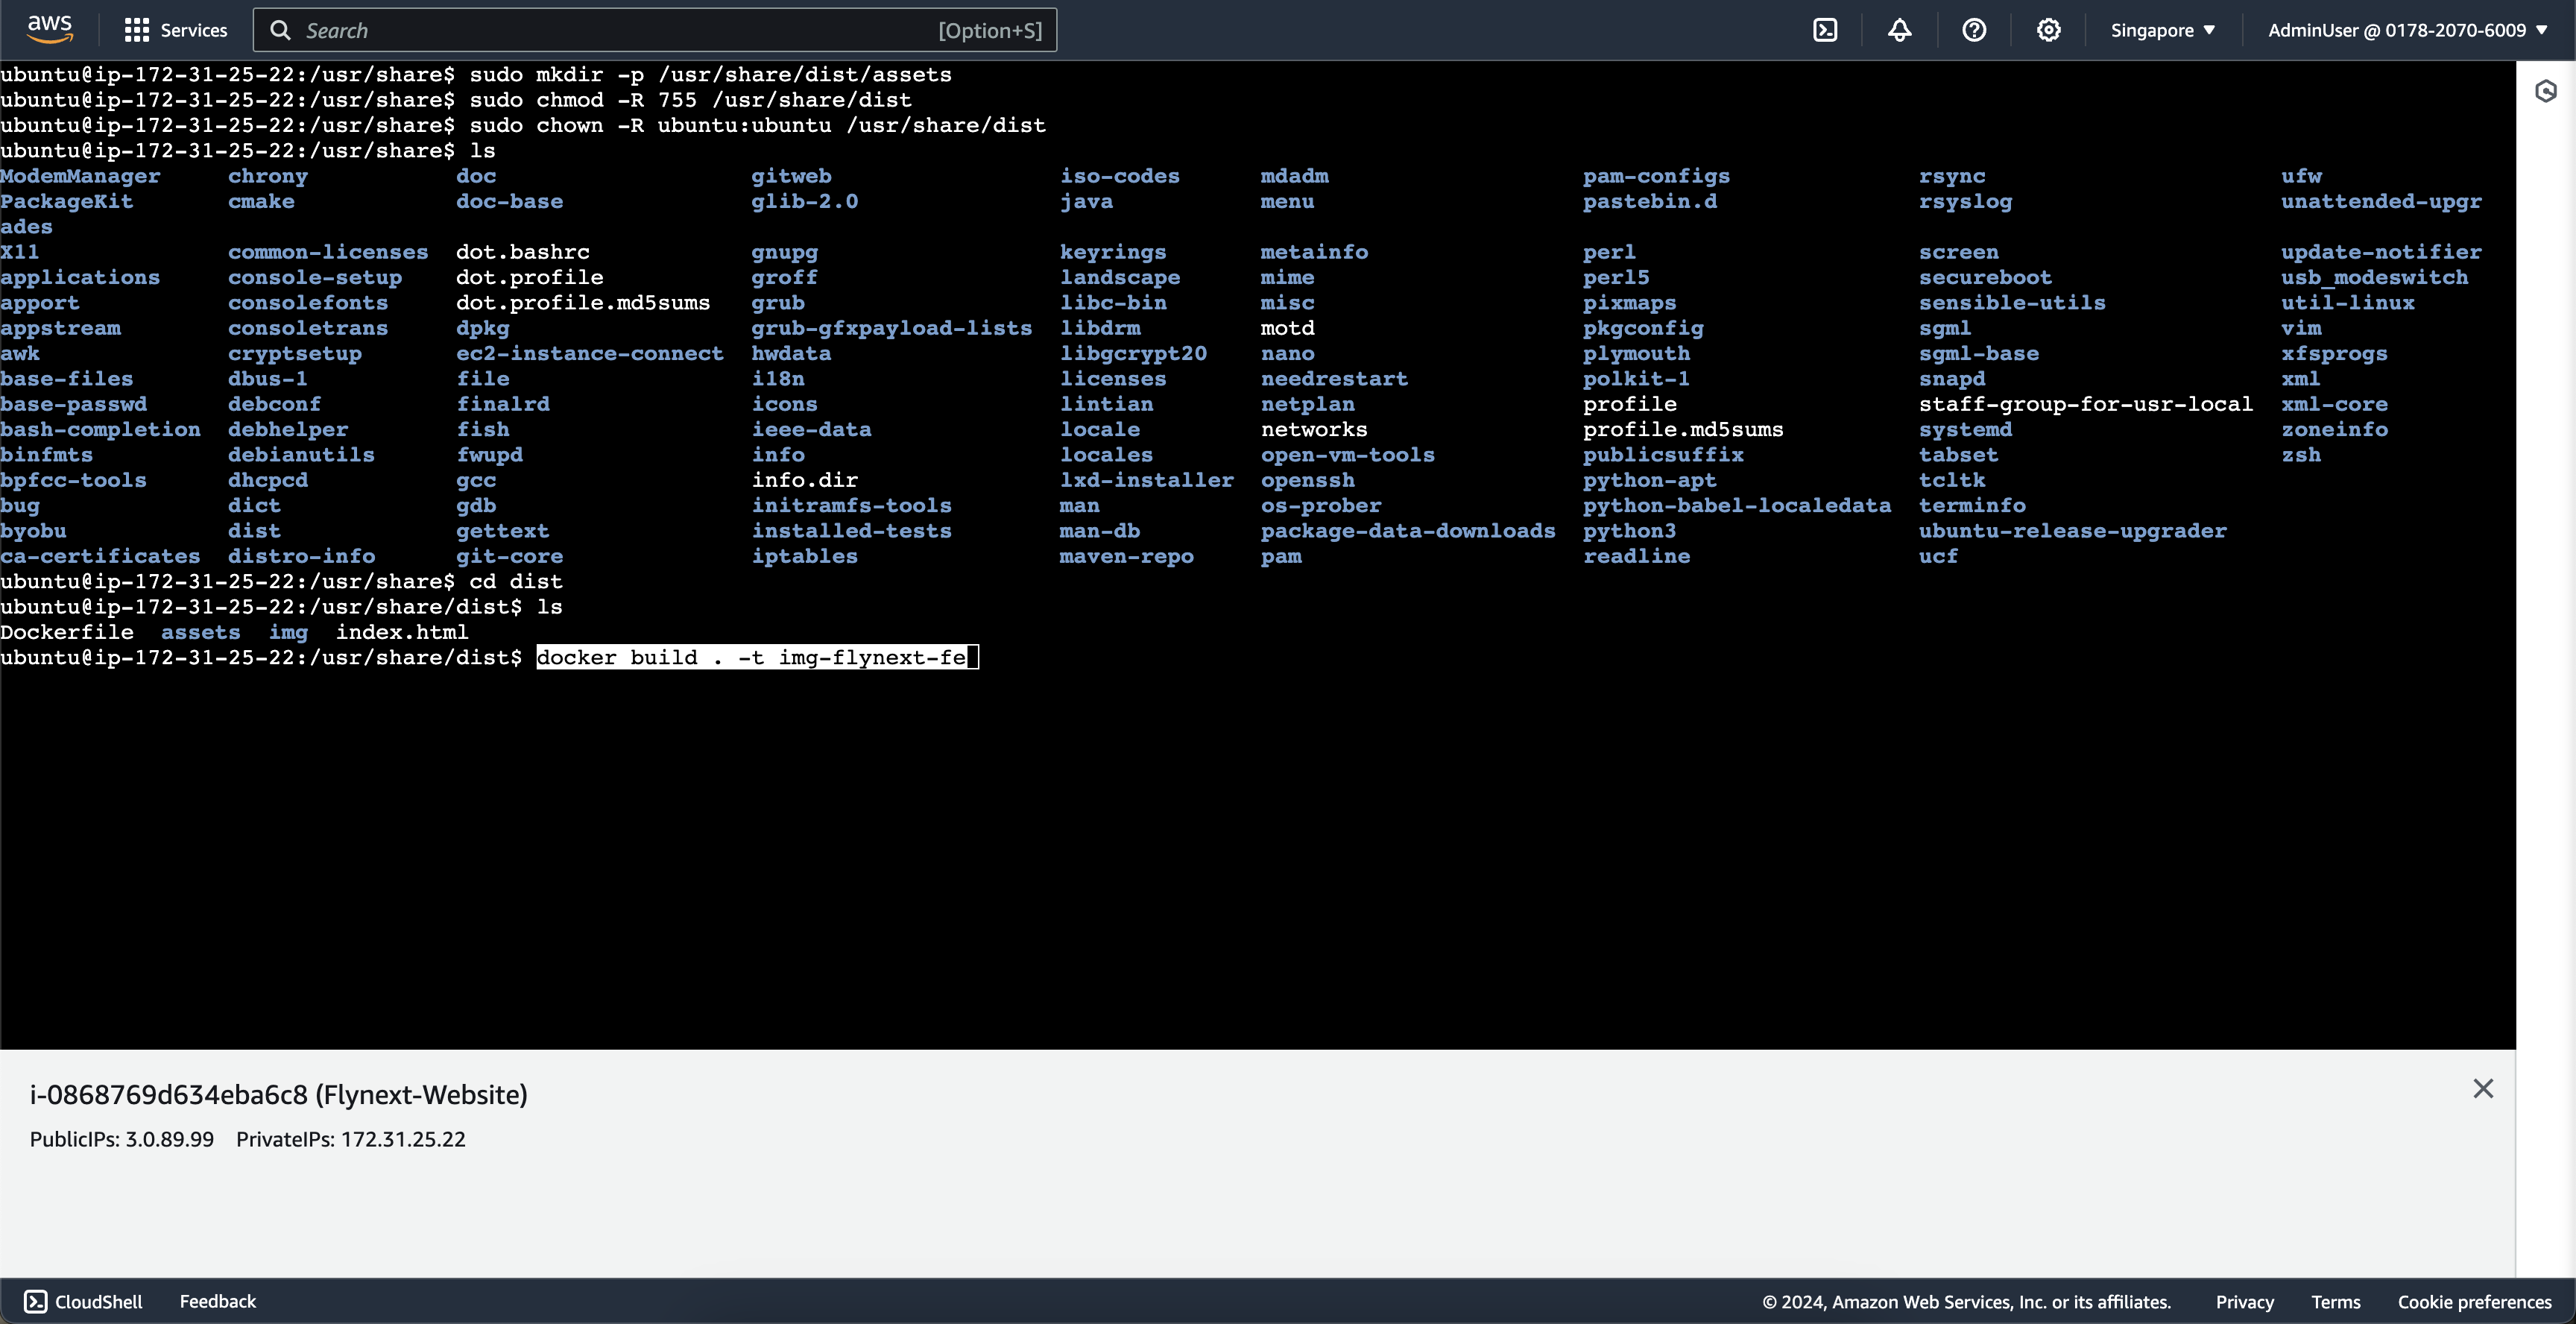 aws Services Search [Option+S] Singapore AdminUser @ 0178-2070-6009
ubuntu@ip-172-31-25-22:/usr/share$ sudo mkdir -p /usr/share/dist/assets
ubuntu@ip-172-31-25-22:/usr/share$ sudo chmod -R 755 /usr/share/dist
ubuntu@ip-172-31-25-22:/usr/share$ sudo chown -R ubuntu:ubuntu /usr/share/dist
ubuntu@ip-172-31-25-22:/usr/share$ ls
ModemManager chrony doc gitweb iso-codes mdadm pam-configs rsync ufw
PackageKit cmake doc-base glib-2.0 java menu pastebin.d rsyslog unattended-upgr
ades
X11 common-licenses dot.bashrc gnupg keyrings metainfo perl screen update-notifier
applications console-setup dot.profile groff landscape mime perl5 secureboot usb_modeswitch
apport consolefonts dot.profile.md5sums grub libc-bin misc pixmaps sensible-utils util-linux
appstream consoletrans dpkg grub-gfxpayload-lists libdrm motd pkgconfig sgml vim
awk cryptsetup ec2-instance-connect hwdata libgcrypt20 nano plymouth sgml-base xfsprogs
base-files dbus-1 file i18n licenses needrestart polkit-1 snapd xml
base-passwd debconf finalrd icons lintian netplan profile staff-group-for-usr-local xml-core
bash-completion debhelper fish ieee-data locale networks profile.md5sums systemd zoneinfo
binfmts debianutils fwupd info locales open-vm-tools publicsuffix tabset zsh
bpfcc-tools dhcpcd gcc info.dir lxd-installer openssh python-apt tcltk
bug dict gdb initramfs-tools man os-prober python-babel-localedata terminfo
byobu dist gettext installed-tests man-db package-data-downloads python3 ubuntu-release-upgrader
ca-certificates distro-info git-core iptables maven-repo pam readline ucf
ubuntu@ip-172-31-25-22:/usr/share$ cd dist
ubuntu@ip-172-31-25-22:/usr/share/dist$ ls
Dockerfile assets img index.html
ubuntu@ip-172-31-25-22:/usr/share/dist$ docker build . -t img-flynext-fe
i-0868769d634eba6c8 (Flynext-Website)
PublicIPs: 3.0.89.99 PrivateIPs: 172.31.25.22
CloudShell Feedback © 2024, Amazon Web Services, Inc. or its affiliates. Privacy Terms Cookie preferences